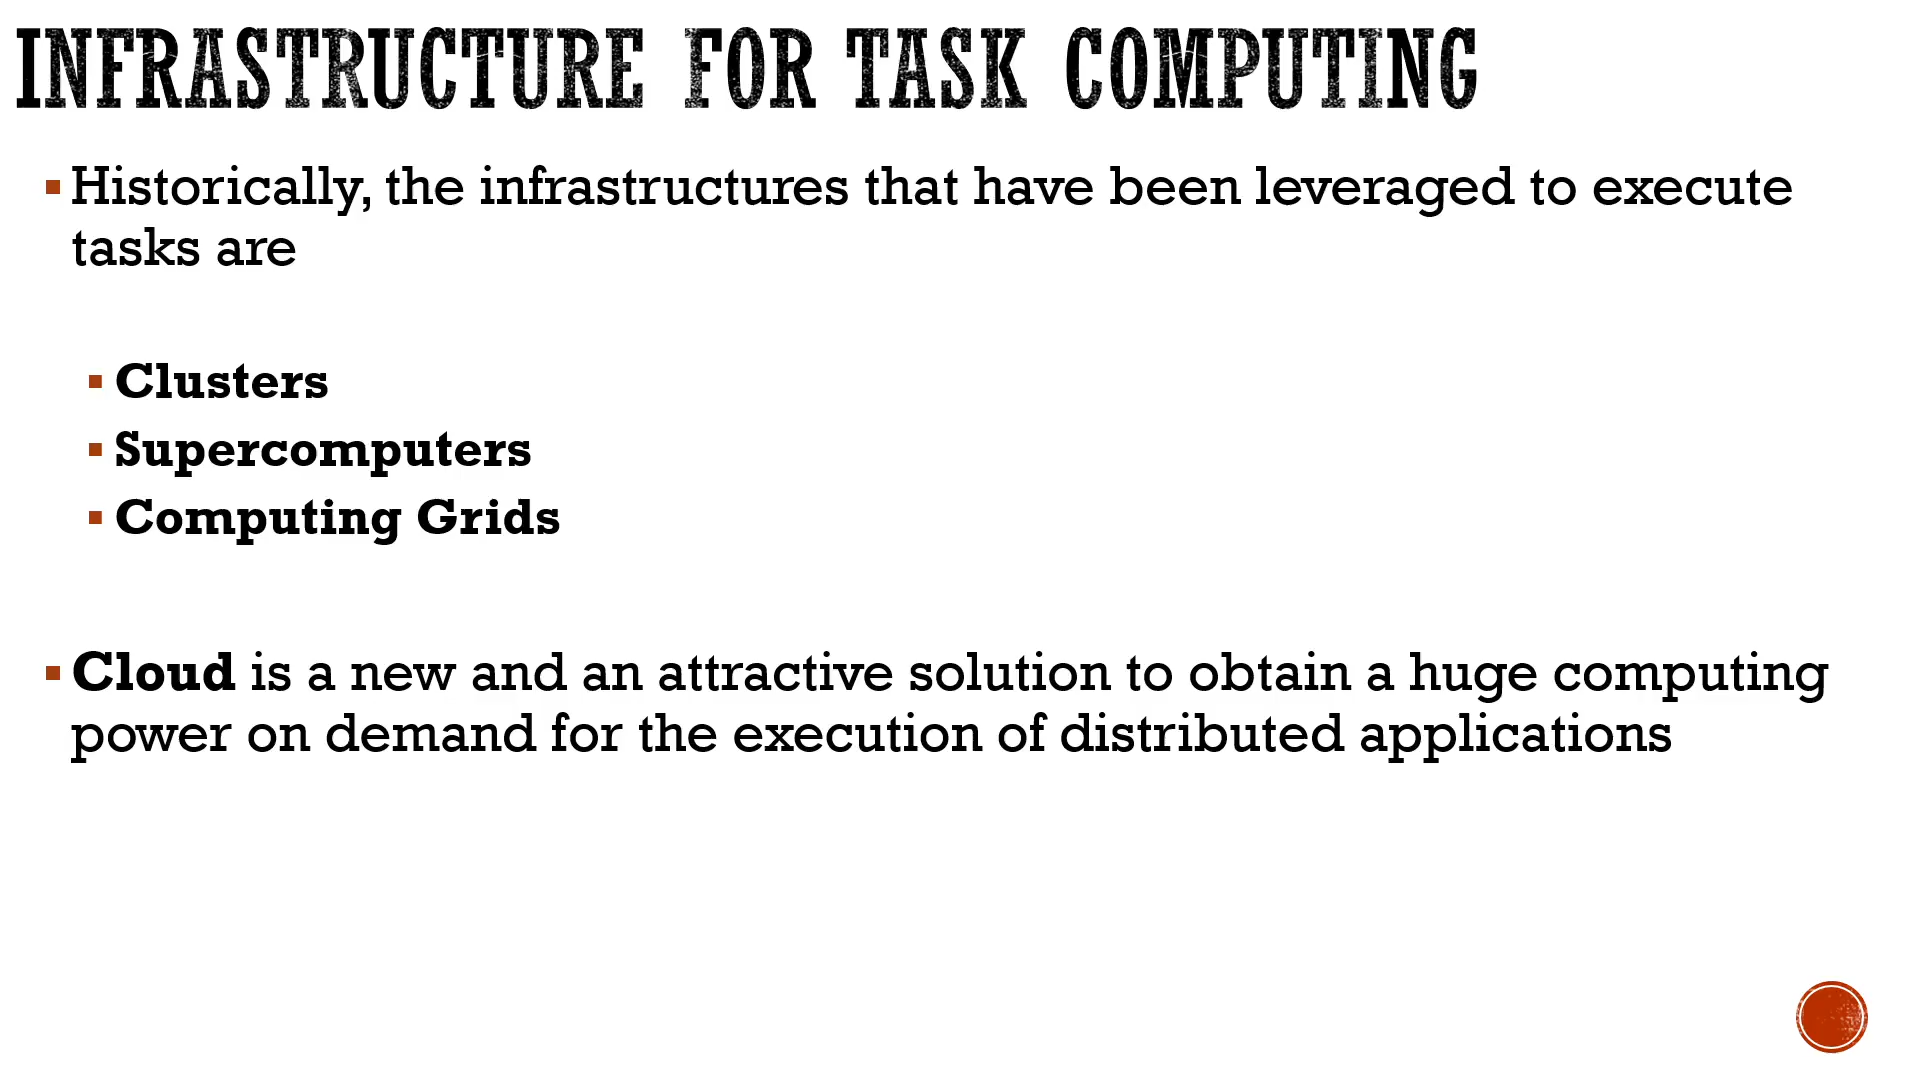 INFRASTRUCTURE FOR TASK COMPUTING
Historically, the infrastructures that have been leveraged to execute
tasks are
Clusters
Supercomputers
Computing Grids
Cloud is a new and an attractive solution to obtain a huge computing
power on demand for the execution of distributed applications